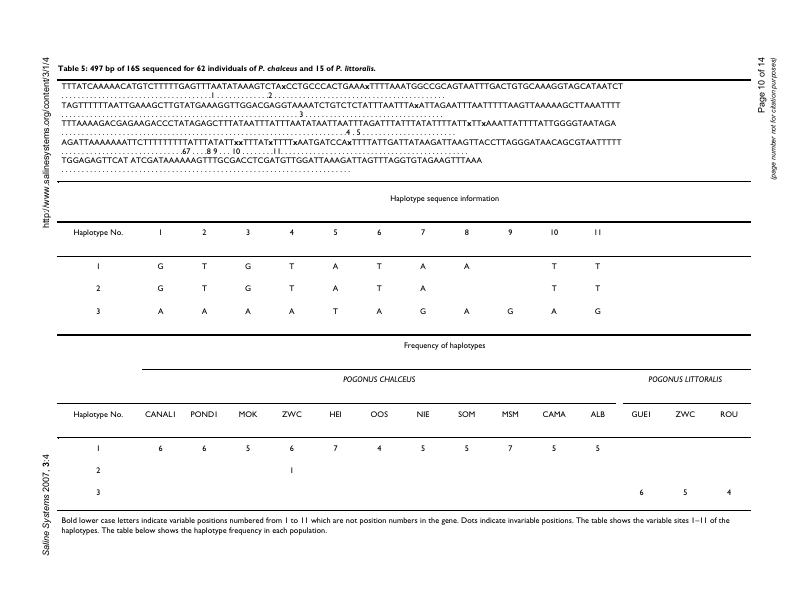 http://www.salinesystems.org/content/3/1/4
Page 10 of 14
(page number not for citation purposes)
Table 5: 497 bp of 16S sequenced for 62 individuals of P. chalceus and 15 of P. littoralis.
TTTATCAAAAACATGTCTTTTTGAGTTTAATATAAAGTCTAxCCTGCCCACTGAAAxTTTTAAATGGCCGCAGTAATTTGACTGTGCAAAGGTAGCATAATCT
......................................1.............2.....................................
TAGTTTTTTAATTGAAAGCTTGTATGAAAGGTTGGACGAGGTAAAATCTGTCTCTATTTAATTTAxATTAGAATTTAATTTTTAAGTTAAAAAGCTTAAATTTT
............................................................3..................................
TTTAAAAGACGAGAAGACCCTATAGAGCTTTATAATTTATTTAATATAATTAATTTAGATTTATTTATATTTTATTxTTxAAATTATTTTATTGGGGTAATAGA
.......................................................................4.5.......................
AGATTAAAAAAATTCTTTTTTTTTATTTATATTxxTTTATxTTTTxAATGATCCAxTTTTATTGATTATAAGATTAAGTTACCTTAGGGATAACAGCGTAATTTTT
..............................67....8 9....10........11...............................................
TGGAGAGTTCAT ATCGATAAAAAAGTTTGCGACCTCGATGTTGGATTAAAGATTAGTTTAGGTGTAGAAGTTTAAA
.........................................................................
Haplotype sequence information
Haplotype No. 1 2 3 4 5 6 7 8 9 10 11
1 G T G T A T A A T T
2 G T G T A T A T T
3 A A A A T A G A G A G
Frequency of haplotypes
POGONUS CHALCEUS POGONUS LITTORALIS
Haplotype No. CANAL1 POND1 MOK ZWC HEI OOS NIE SOM MSM CAMA ALB GUE1 ZWC ROU
1 6 6 5 6 7 4 5 5 7 5 5
2 1
3 6 5 4
Bold lower case letters indicate variable positions numbered from 1 to 11 which are not position numbers in the gene. Dots indicate invariable positions. The table shows the variable sites 1–11 of the
haplotypes. The table below shows the haplotype frequency in each population.
Saline Systems 2007, 3:4